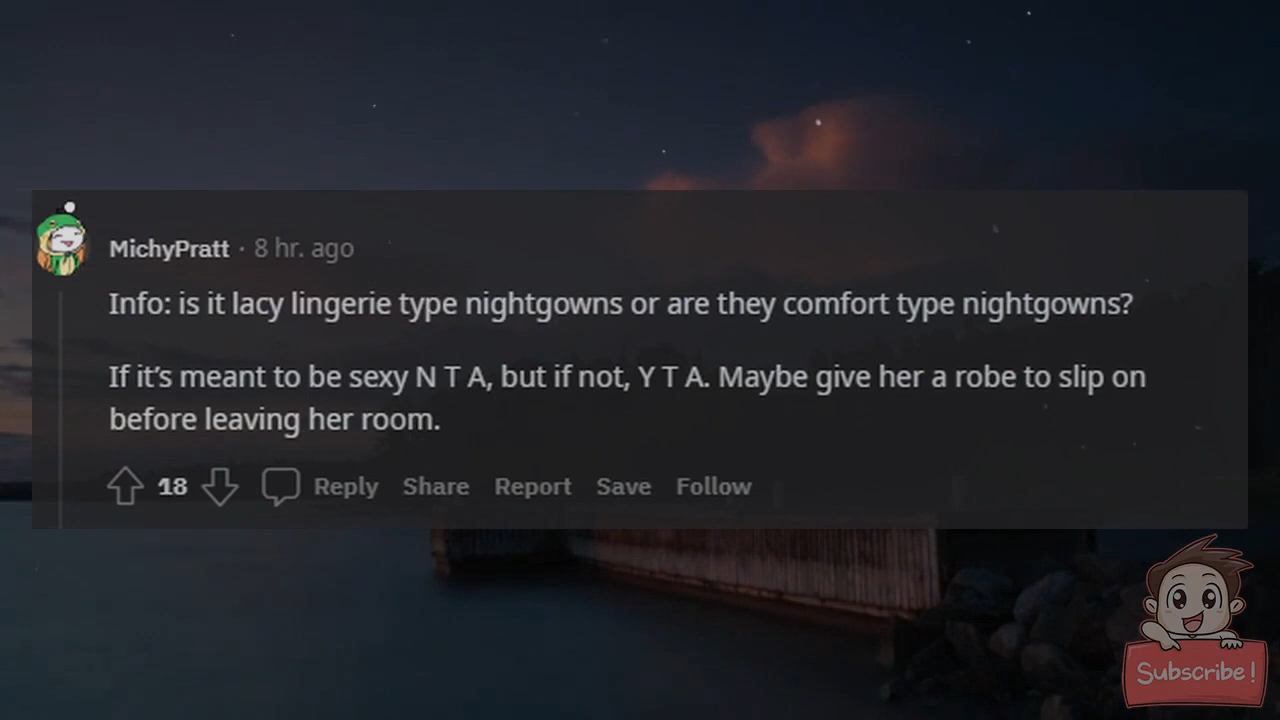 MichyPratt · 8 hr. ago
Info: is it lacy lingerie type nightgowns or are they comfort type nightgowns?
If it’s meant to be sexy N T A, but if not, Y T A. Maybe give her a robe to slip on
before leaving her room.
18 Reply Share Report Save Follow
Subscribe!